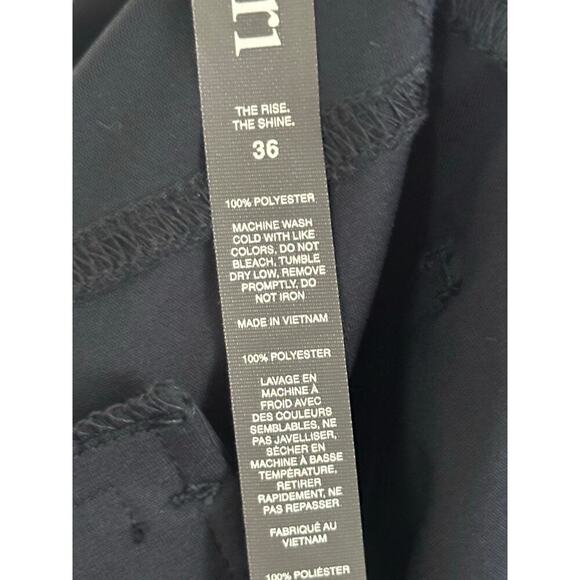 THE RISE.
THE SHINE.
36
100% POLYESTER
MACHINE WASH
COLD WITH LIKE
COLORS, DO NOT
BLEACH, TUMBLE
DRY LOW, REMOVE
PROMPTLY, DO
NOT IRON
MADE IN VIETNAM
100% POLYESTER
LAVAGE EN
MACHINE À
FROID AVEC
DES COULEURS
SEMBLABLES, NE
PAS JAVELLISER,
SÉCHER EN
MACHINE À BASSE
TEMPÉRATURE,
RETIRER
RAPIDEMENT, NE
PAS REPASSER
FABRIQUÉ AU
VIETNAM
100% POLIÉSTER